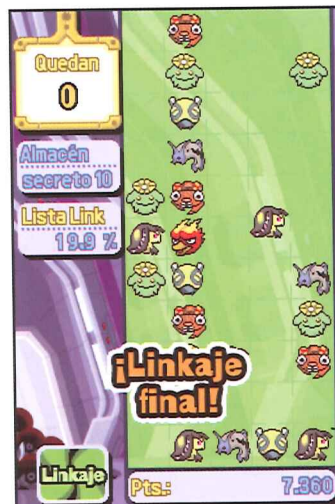 Quedan
0
Almacén
secreto 10
Lista Link
19.9 %
¡Linkaje
final!
Linkaje
Pts.: 7.360